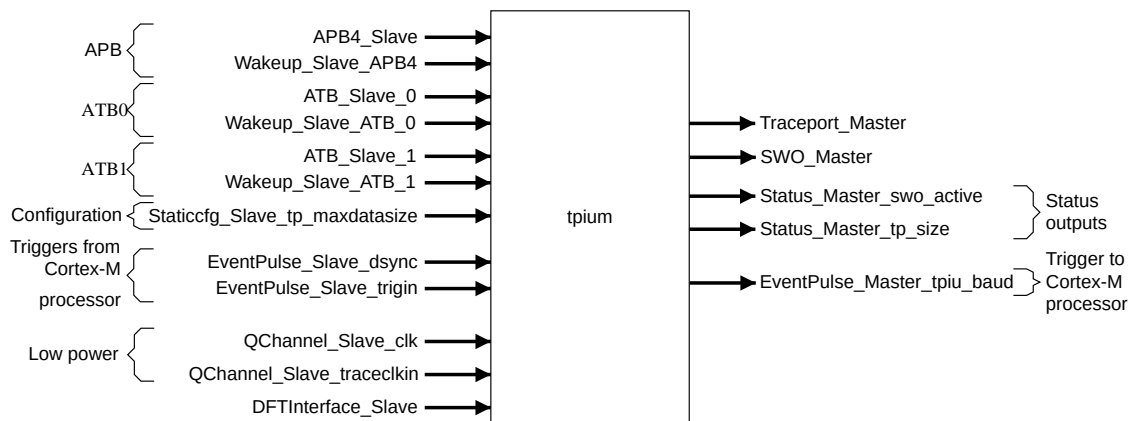 APB
APB4_Slave
Wakeup_Slave_APB4
ATB0
ATB_Slave_0
Wakeup_Slave_ATB_0
ATB1
ATB_Slave_1
Wakeup_Slave_ATB_1
Configuration
Staticcfg_Slave_tp_maxdatasize
Triggers from
Cortex-M
processor
EventPulse_Slave_dsync
EventPulse_Slave_trigin
Low power
QChannel_Slave_clk
QChannel_Slave_traceclkin
DFTInterface_Slave
tpium
Traceport_Master
SWO_Master
Status_Master_swo_active
Status_Master_tp_size
Status
outputs
EventPulse_Master_tpiu_baud
Trigger to
Cortex-M
processor